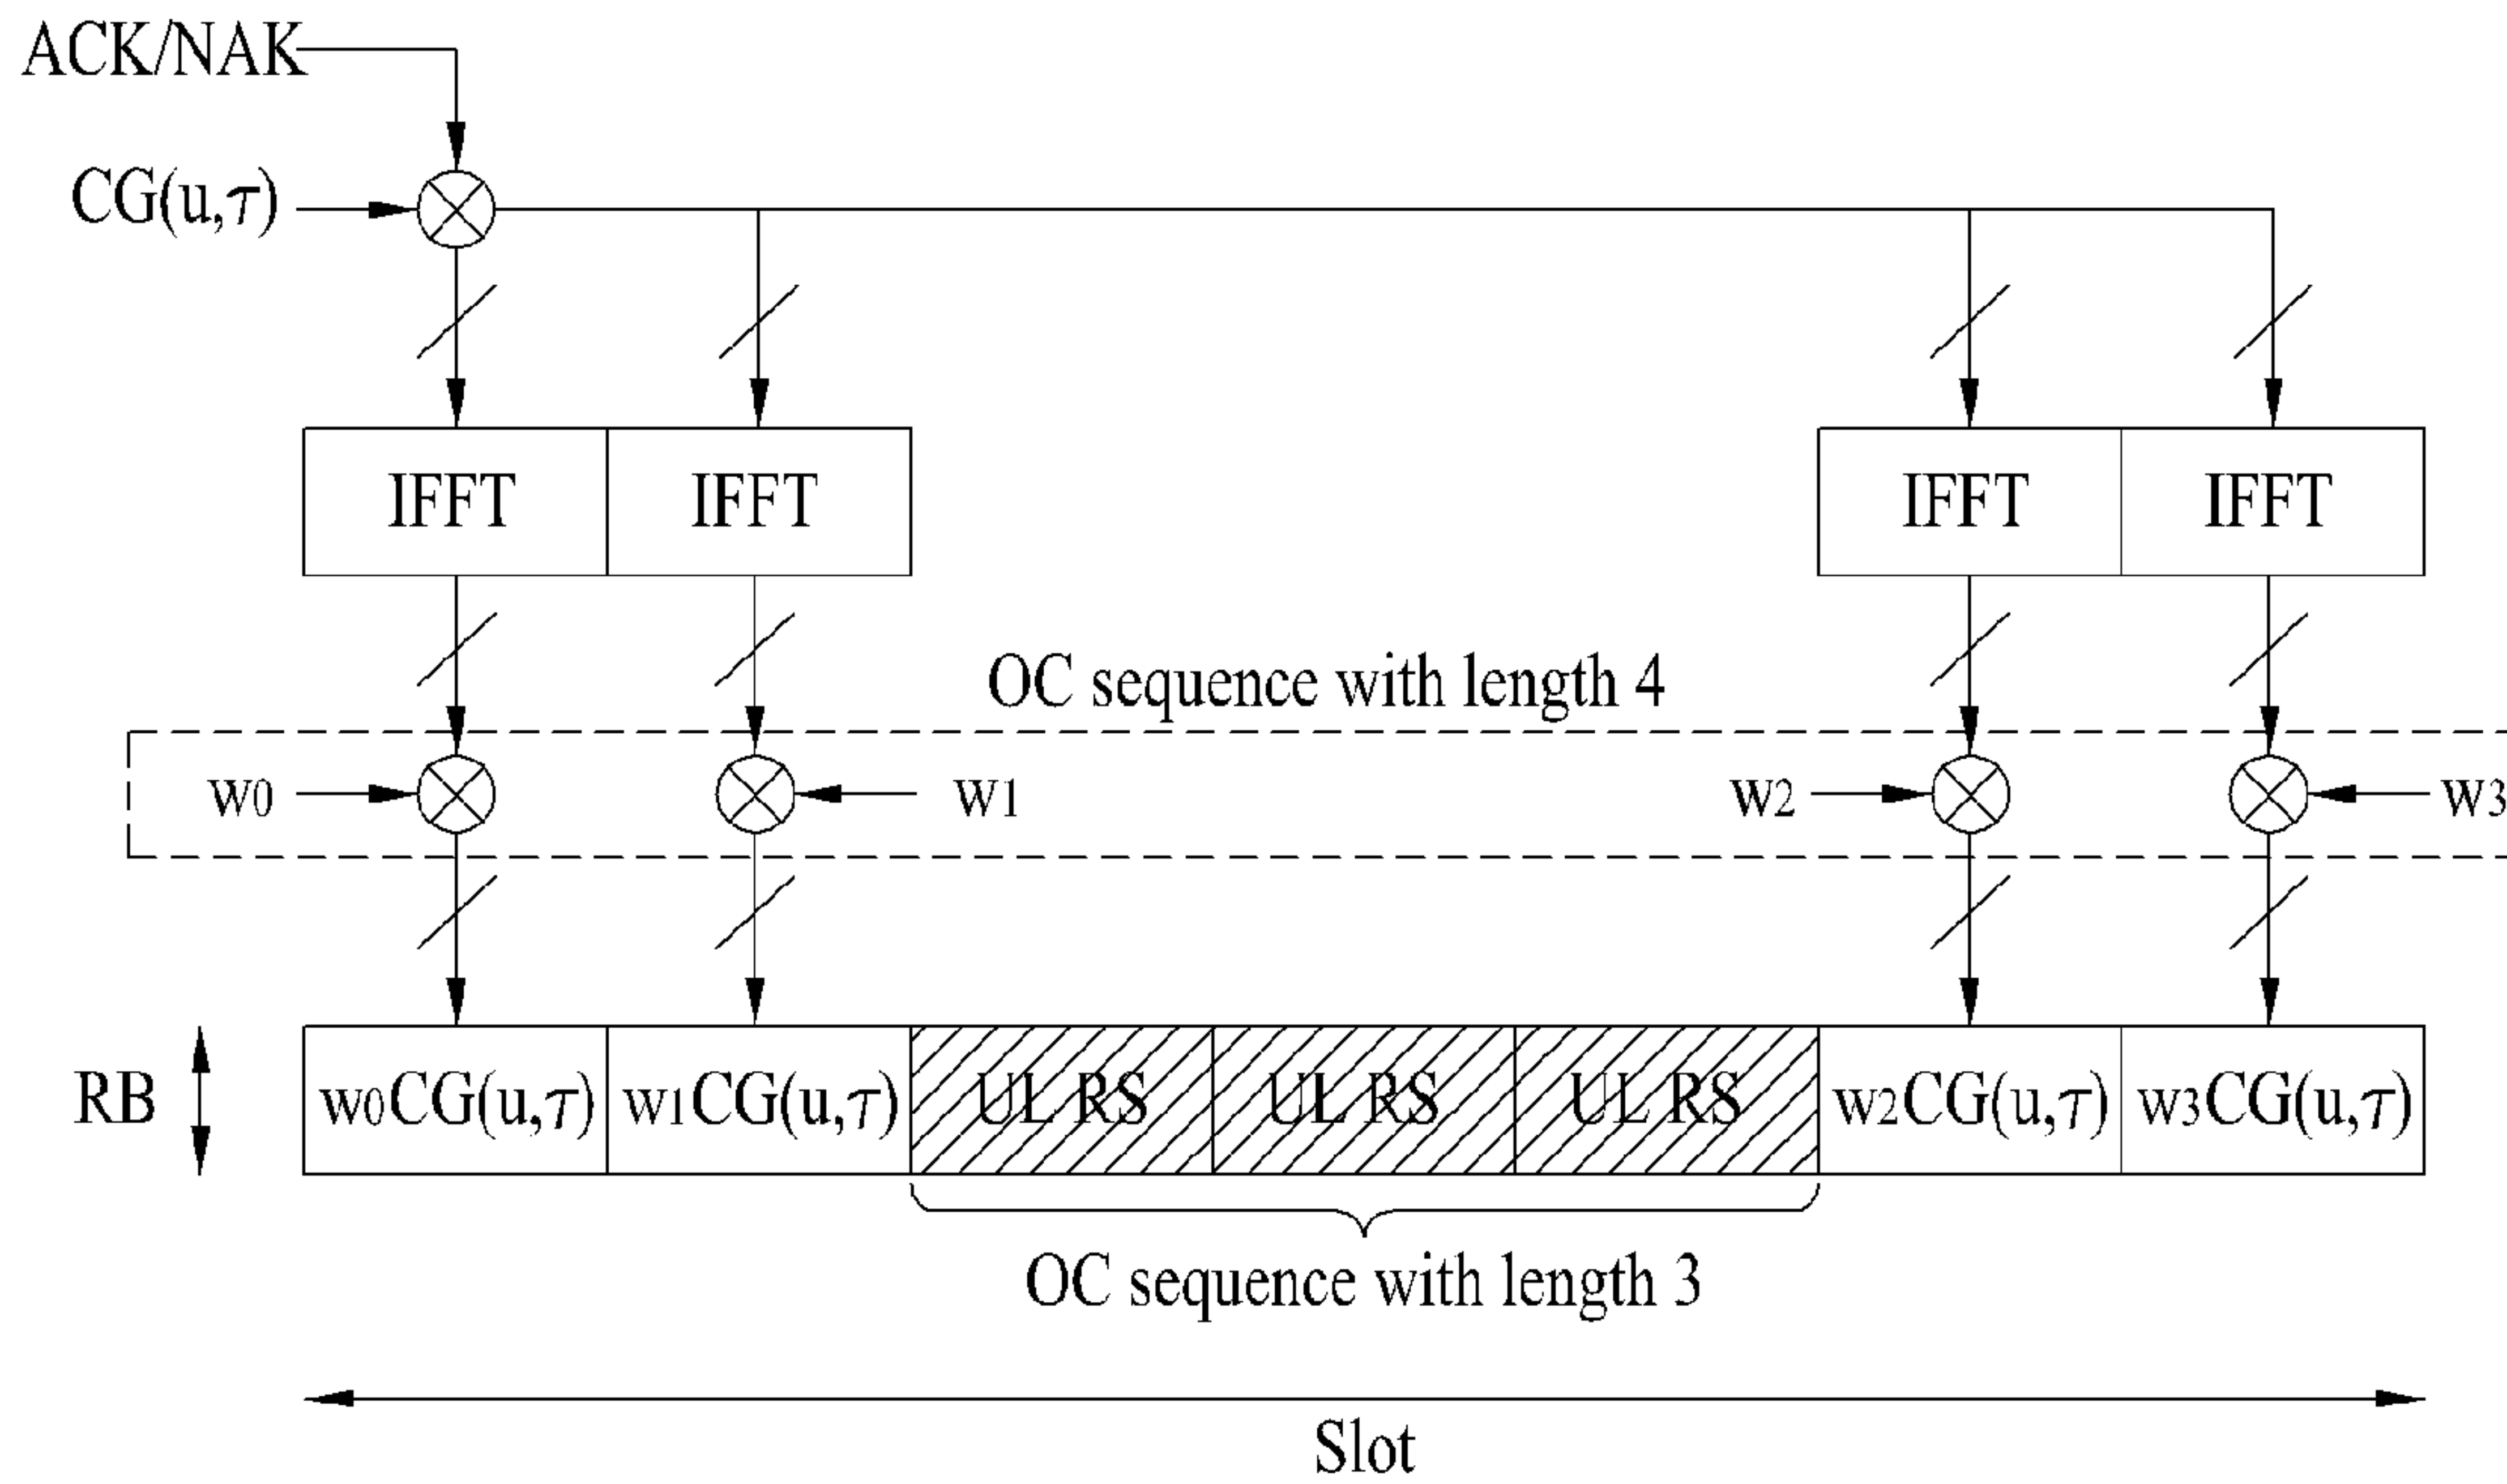 ACK/NAK
CG(u,τ)
IFFT IFFT IFFT IFFT
OC sequence with length 4
w0 w1 w2 w3
RB w0CG(u,τ) w1CG(u,τ) UL RS UL RS UL RS w2CG(u,τ) w3CG(u,τ)
OC sequence with length 3
Slot